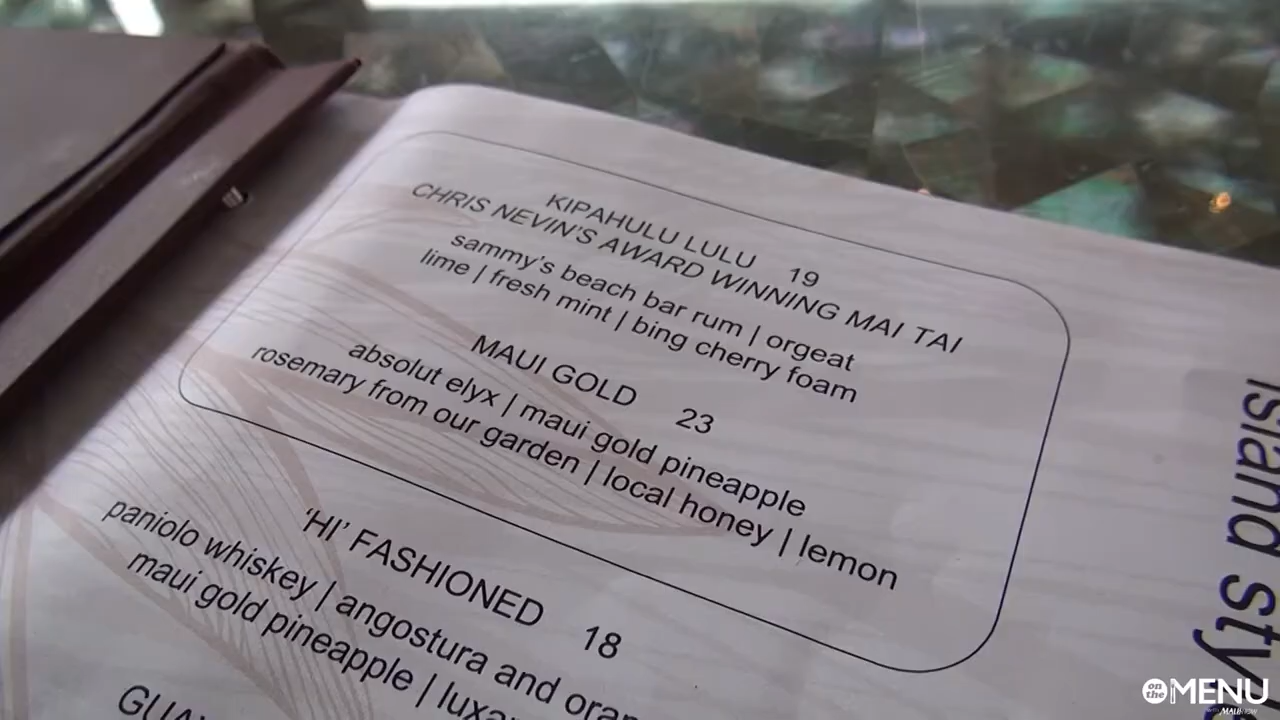 KIPAHULU LULU 19
CHRIS NEVIN'S AWARD WINNING MAI TAI
sammy's beach bar rum | orgeat
lime | fresh mint | bing cherry foam
MAUI GOLD 23
absolut elyx | maui gold pineapple
rosemary from our garden | local honey | lemon
'HI' FASHIONED 18
paniolo whiskey | angostura and
maui gold pineapple |
island
on the MENU